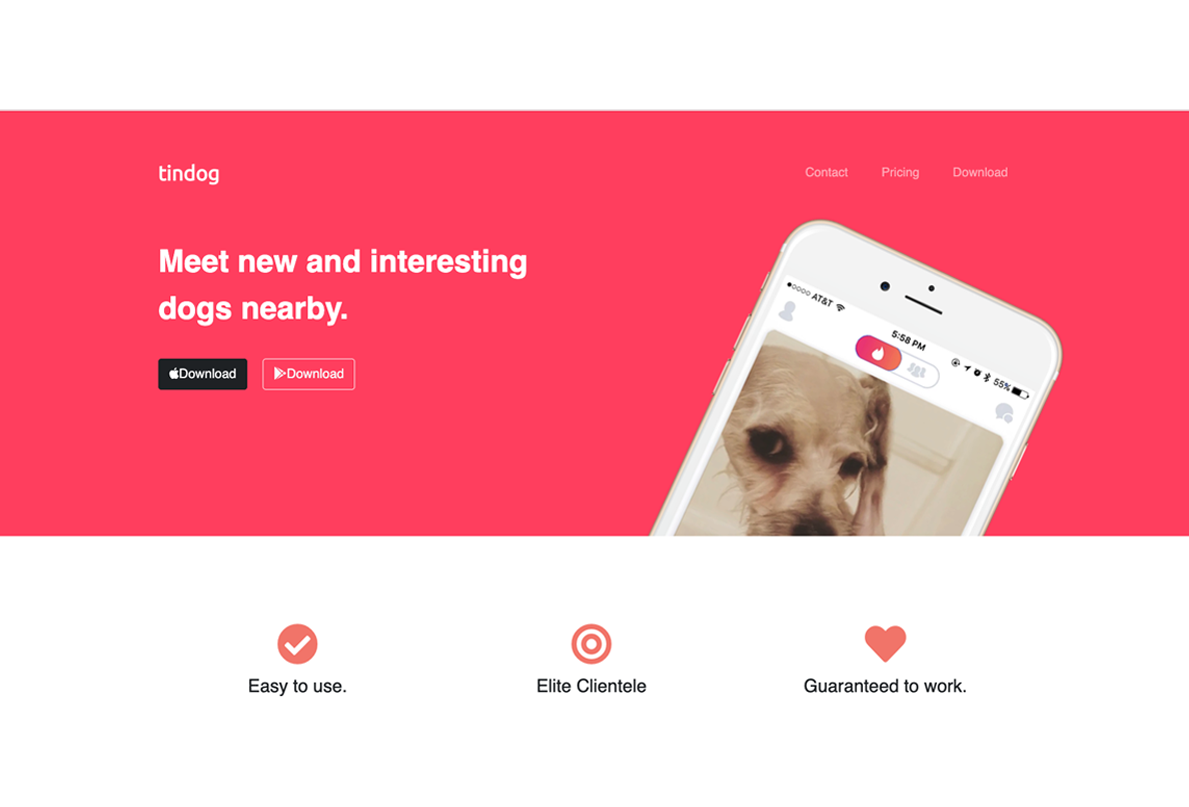 tindog
Contact Pricing Download
Meet new and interesting
dogs nearby.
Download Download
AT&T 5:58 PM 55%
Easy to use. Elite Clientele Guaranteed to work.